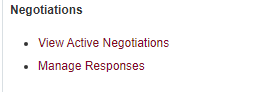 Negotiations
View Active Negotiations
Manage Responses